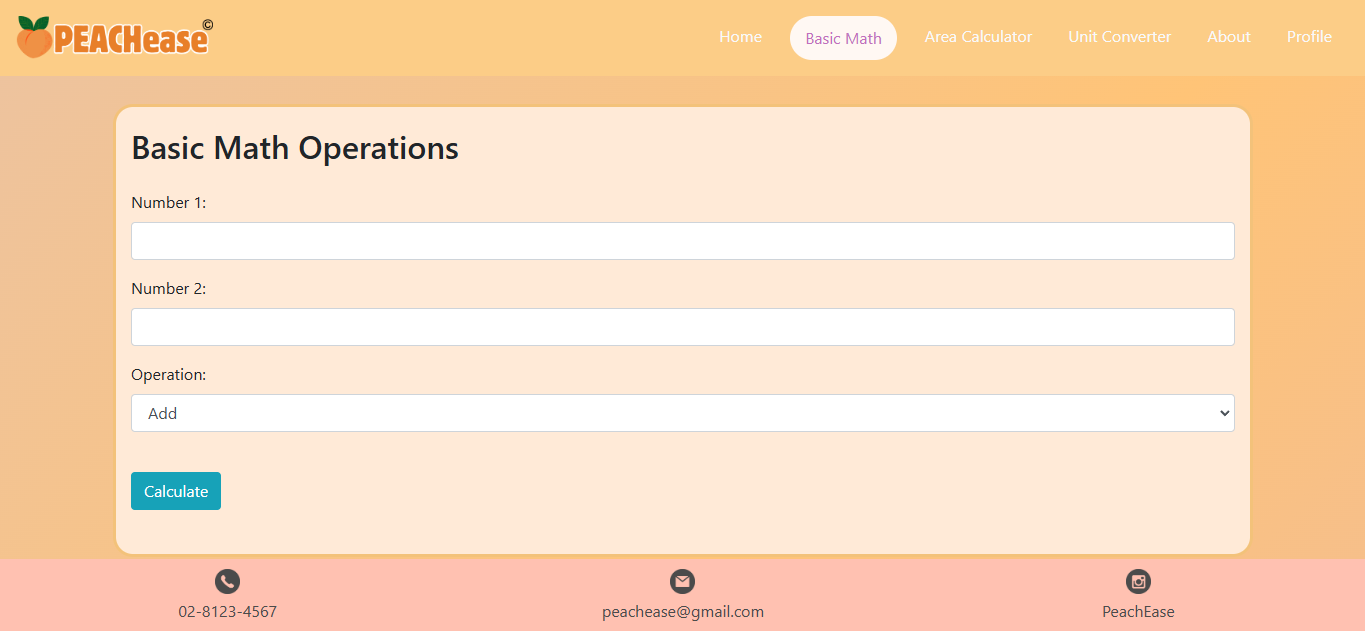 PEACHease©
Home Basic Math Area Calculator Unit Converter About Profile
Basic Math Operations
Number 1:
Number 2:
Operation:
Add
Calculate
02-8123-4567 peachease@gmail.com PeachEase